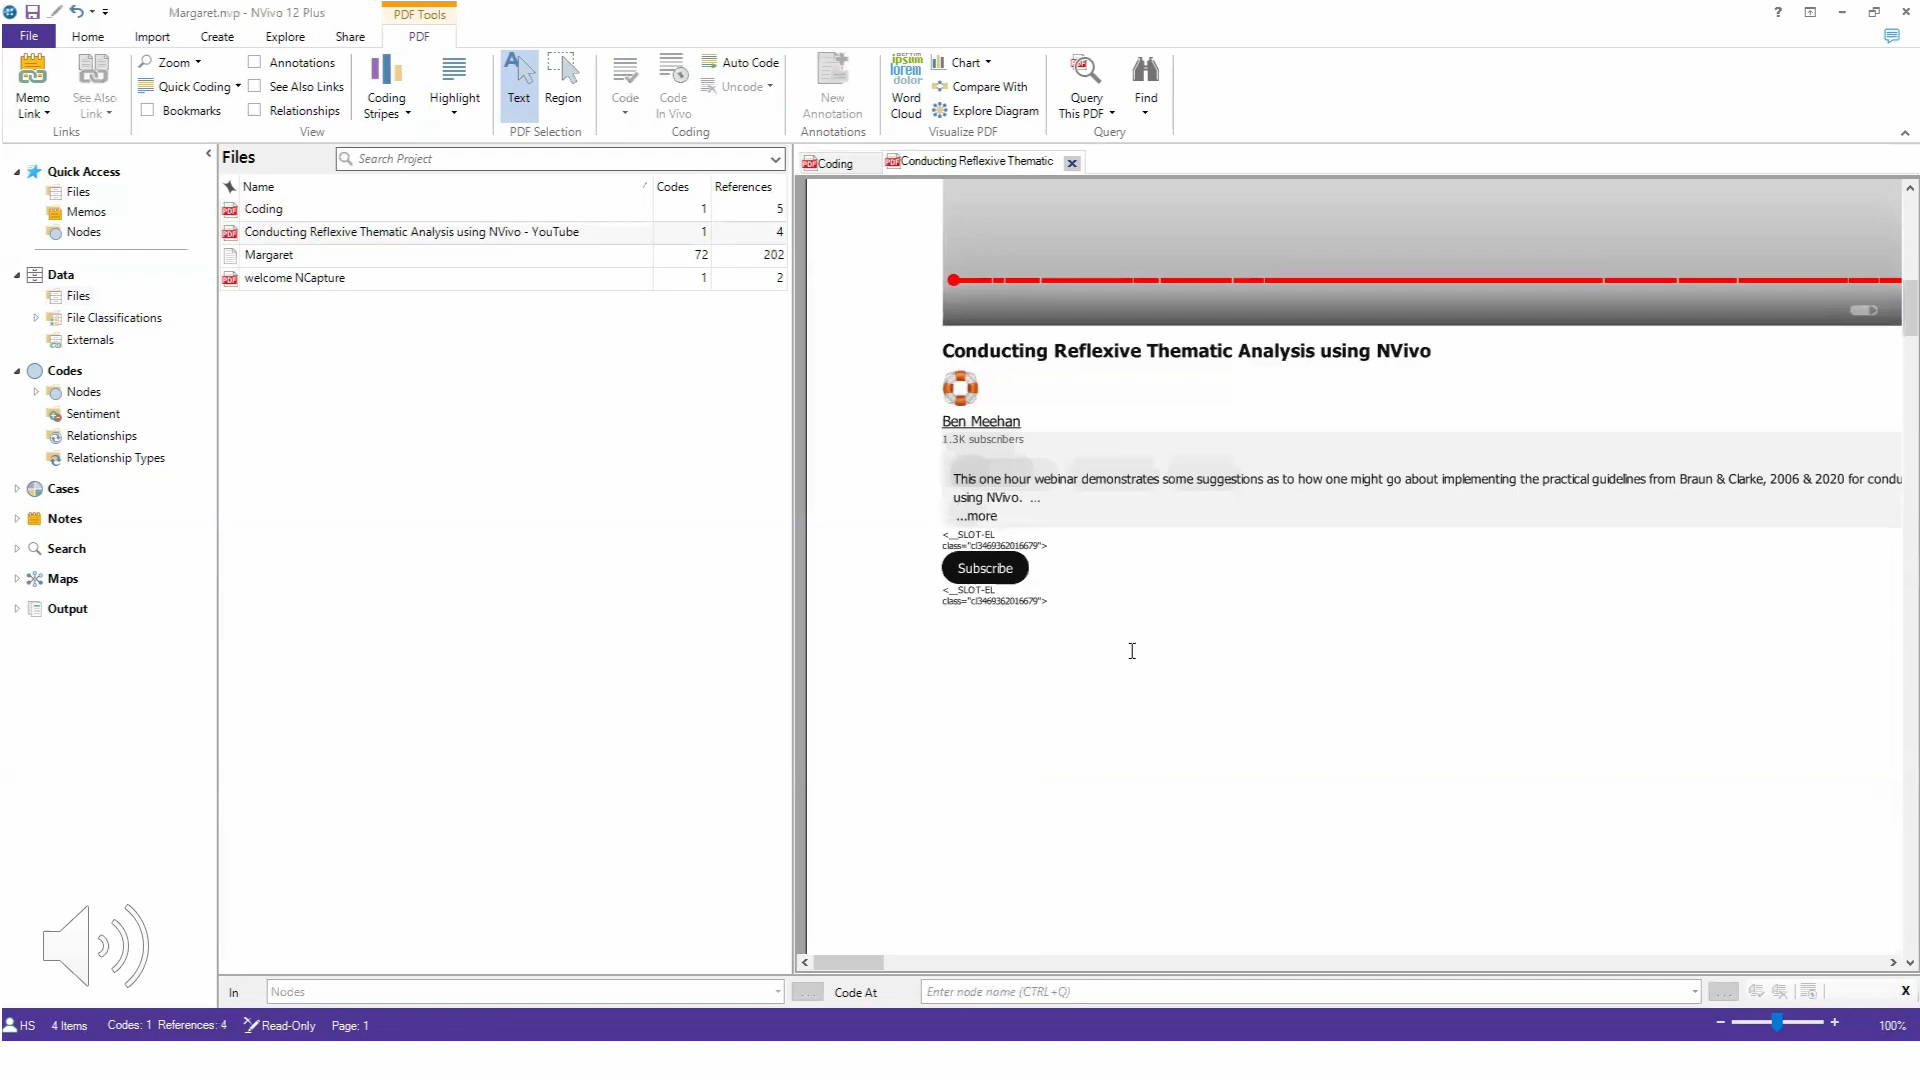 Margaret.nvp - NVivo 12 Plus
PDF Tools
File Home Import Create Explore Share PDF
Memo Link
See Also Link
Links
Zoom
Quick Coding
Bookmarks
Annotations
See Also Links
Relationships
View
Coding Stripes
Highlight
Text
Region
PDF Selection
Code
Code In Vivo
Auto Code
Uncode
Coding
New Annotation
Annotations
Word Cloud
Chart
Compare With
Explore Diagram
Visualize PDF
Query This PDF
Find
Query
Quick Access
Files
Memos
Nodes
Data
Files
File Classifications
Externals
Codes
Nodes
Sentiment
Relationships
Relationship Types
Cases
Notes
Search
Maps
Output
Files
Search Project
Name Codes References
Coding 1 5
Conducting Reflexive Thematic Analysis using NVivo - YouTube 1 4
Margaret 72 202
welcome NCapture 1 2
Coding
Conducting Reflexive Thematic
Conducting Reflexive Thematic Analysis using NVivo
Ben Meehan
1.3K subscribers
This one hour webinar demonstrates some suggestions as to how one might go about implementing the practical guidelines from Braun & Clarke, 2006 & 2020 for condu
using NVivo. ...
...more
<__SLOT-EL
class="cl3469362016679">
Subscribe
<__SLOT-EL
class="cl3469362016679">
In Nodes ... Code At Enter node name (CTRL+Q) ... X
HS 4 Items Codes: 1 References: 4 Read-Only Page: 1 100%